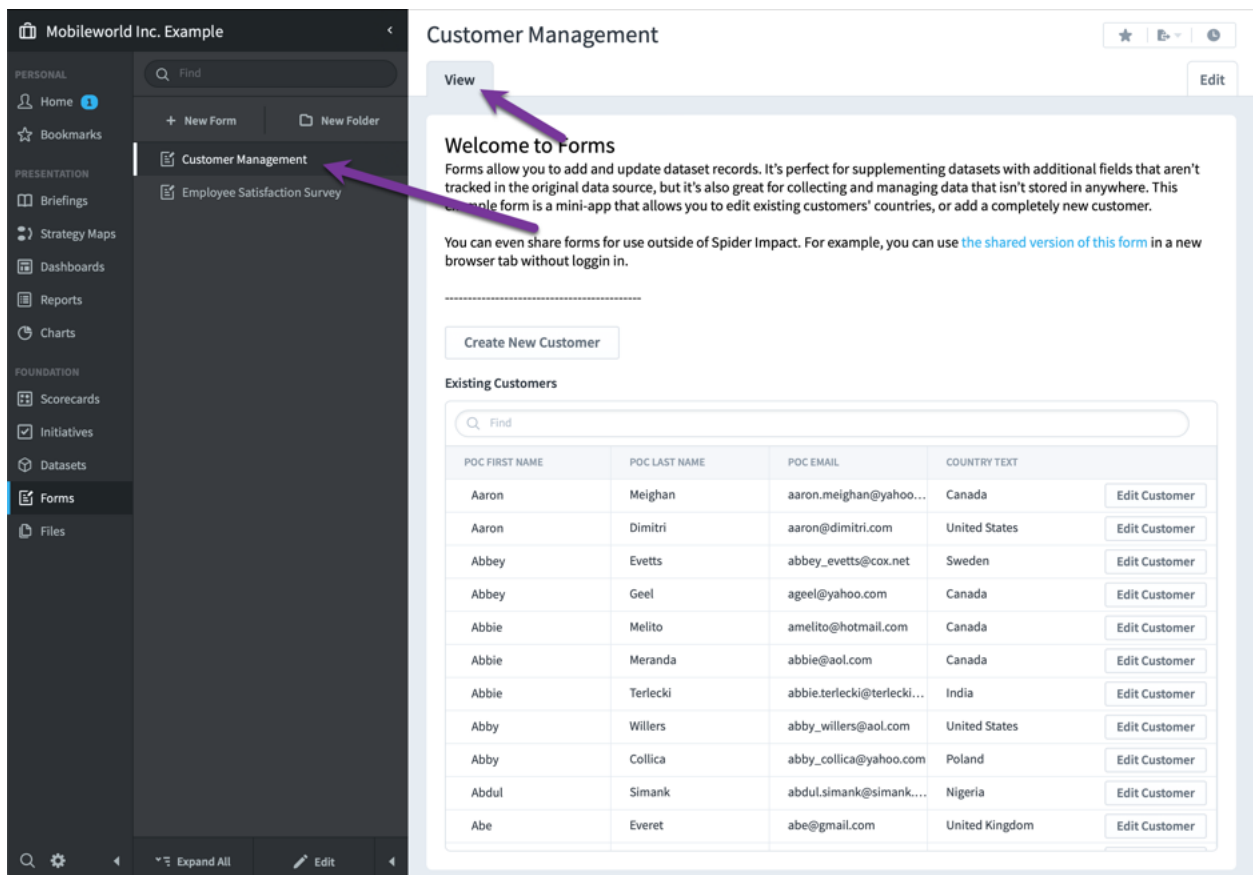 Mobileworld Inc. Example
PERSONAL
Home 1
Bookmarks
PRESENTATION
Briefings
Strategy Maps
Dashboards
Reports
Charts
FOUNDATION
Scorecards
Initiatives
Datasets
Forms
Files
Find
+ New Form
New Folder
Customer Management
Employee Satisfaction Survey
Expand All
Edit
Customer Management
View
Edit
Welcome to Forms
Forms allow you to add and update dataset records. It's perfect for supplementing datasets with additional fields that aren't
tracked in the original data source, but it's also great for collecting and managing data that isn't stored in anywhere. This
example form is a mini-app that allows you to edit existing customers' countries, or add a completely new customer.
You can even share forms for use outside of Spider Impact. For example, you can use the shared version of this form in a new
browser tab without loggin in.
-------------------------------------------
Create New Customer
Existing Customers
Find
POC FIRST NAME POC LAST NAME POC EMAIL COUNTRY TEXT
Aaron Meighan aaron.meighan@yahoo... Canada Edit Customer
Aaron Dimitri aaron@dimitri.com United States Edit Customer
Abbey Evetts abbey_evetts@cox.net Sweden Edit Customer
Abbey Geel ageel@yahoo.com Canada Edit Customer
Abbie Melito amelito@hotmail.com Canada Edit Customer
Abbie Meranda abbie@aol.com Canada Edit Customer
Abbie Terlecki abbie.terlecki@terlecki... India Edit Customer
Abby Willers abby_willers@aol.com United States Edit Customer
Abby Collica abby_collica@yahoo.com Poland Edit Customer
Abdul Simank abdul.simank@simank.... Nigeria Edit Customer
Abe Everet abe@gmail.com United Kingdom Edit Customer